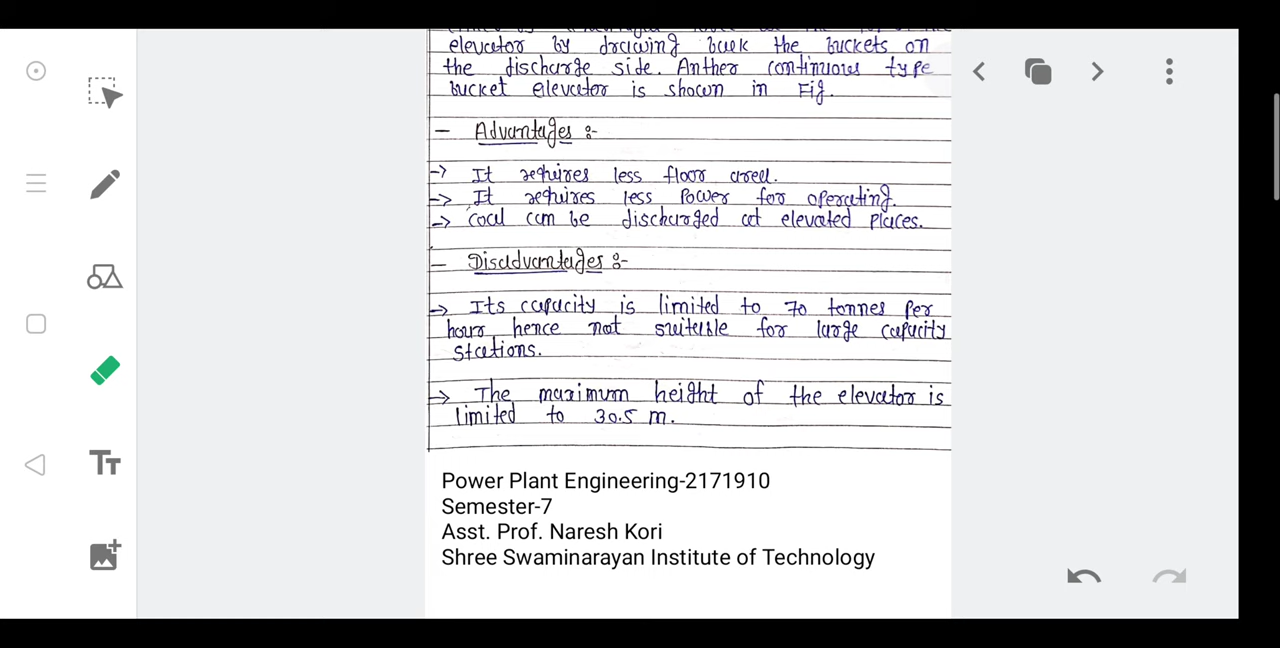 elevator by drawing back the buckets on
the discharge side. Anther continuous type
bucket elevator is shown in Fig.
- Advantages :-
-> It requires less floor area.
-> It requires less Power for operating.
-> Coal can be discharged at elevated places.
- Disadvantages :-
-> Its capacity is limited to 70 tonnes per
hour hence not suiteble for large capacity
stations.
-> The maximum height of the elevator is
limited to 30.5 m.
Power Plant Engineering-2171910
Semester-7
Asst. Prof. Naresh Kori
Shree Swaminarayan Institute of Technology
TT